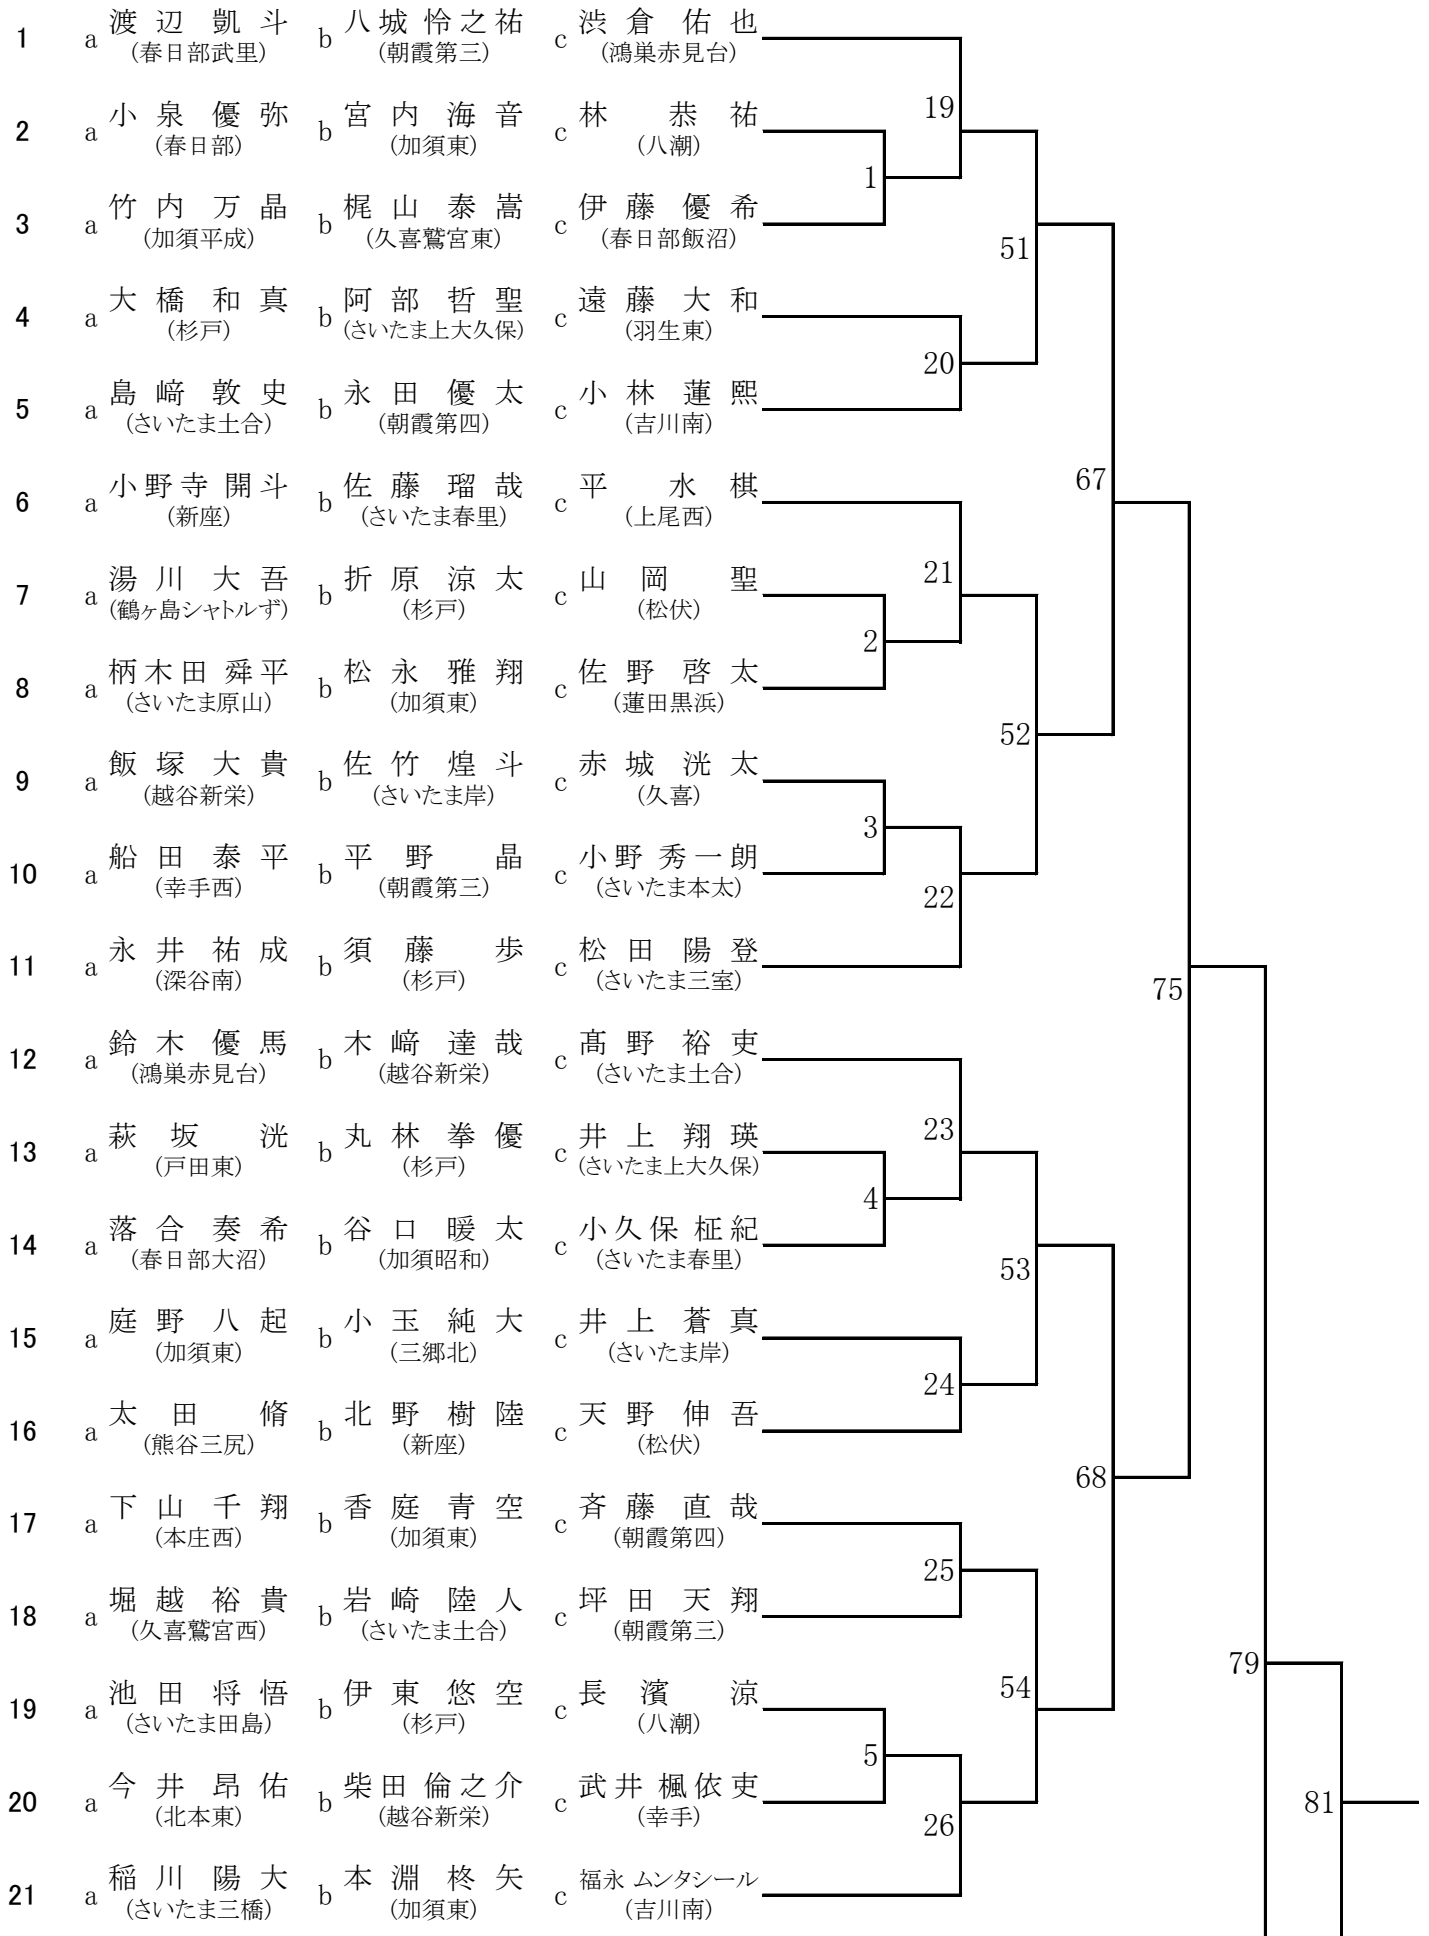 1 a 渡辺 凱斗 b 八城 怜之祐 c 渋倉 佑也
(春日部武里) (朝霞第三) (鴻巣赤見台)
19
2 a 小泉 優弥 b 宮内 海音 c 林 恭祐
(春日部) (加須東) (八潮)
1
3 a 竹内 万晶 b 梶山 泰嵩 c 伊藤 優希
(加須平成) (久喜鷲宮東) (春日部飯沼)
51
4 a 大橋 和真 b 阿部 哲聖 c 遠藤 大和
(杉戸) (さいたま上大久保) (羽生東)
20
5 a 島﨑 敦史 b 永田 優太 c 小林 蓮熙
(さいたま土合) (朝霞第四) (吉川南)
67
6 a 小野寺 開斗 b 佐藤 瑠哉 c 平 水棋
(新座) (さいたま春里) (上尾西)
21
7 a 湯川 大吾 b 折原 涼太 c 山岡 聖
(鶴ヶ島シャトルず) (杉戸) (松伏)
2
8 a 柄木田 舜平 b 松永 雅翔 c 佐野 啓太
(さいたま原山) (加須東) (蓮田黒浜)
52
9 a 飯塚 大貴 b 佐竹 煌斗 c 赤城 洸太
(越谷新栄) (さいたま岸) (久喜)
3
10 a 船田 泰平 b 平野 晶 c 小野 秀一朗
(幸手西) (朝霞第三) (さいたま本太)
22
11 a 永井 祐成 b 須藤 歩 c 松田 陽登
(深谷南) (杉戸) (さいたま三室)
75
12 a 鈴木 優馬 b 木﨑 達哉 c 髙野 裕吏
(鴻巣赤見台) (越谷新栄) (さいたま土合)
23
13 a 萩坂 洸 b 丸林 拳優 c 井上 翔瑛
(戸田東) (杉戸) (さいたま上大久保)
4
14 a 落合 奏希 b 谷口 暖太 c 小久保 柾紀
(春日部大沼) (加須昭和) (さいたま春里)
53
15 a 庭野 八起 b 小玉 純大 c 井上 蒼真
(加須東) (三郷北) (さいたま岸)
24
16 a 太田 脩 b 北野 樹陸 c 天野 伸吾
(熊谷三尻) (新座) (松伏)
68
17 a 下山 千翔 b 香庭 青空 c 斉藤 直哉
(本庄西) (加須東) (朝霞第四)
25
18 a 堀越 裕貴 b 岩崎 陸人 c 坪田 天翔
(久喜鷲宮西) (さいたま土合) (朝霞第三)
79
54
19 a 池田 将悟 b 伊東 悠空 c 長濱 涼
(さいたま田島) (杉戸) (八潮)
5
20 a 今井 昂佑 b 柴田 倫之介 c 武井 楓依吏
(北本東) (越谷新栄) (幸手)
81
26
21 a 稲川 陽大 b 本淵 柊矢 c 福永 ムンタシール
(さいたま三橋) (加須東) (吉川南)